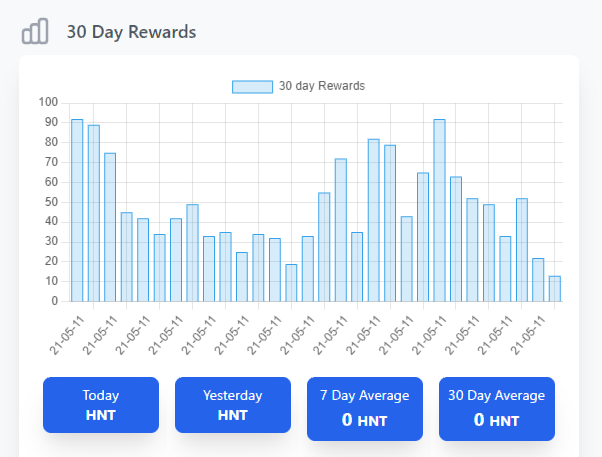 30 Day Rewards
30 day Rewards
100
90
80
70
60
50
40
30
20
10
0
21-05-11 21-05-11 21-05-11 21-05-11 21-05-11 21-05-11 21-05-11 21-05-11 21-05-11 21-05-11 21-05-11 21-05-11 21-05-11 21-05-11 21-05-11
Today
HNT
Yesterday
HNT
7 Day Average
0 HNT
30 Day Average
0 HNT